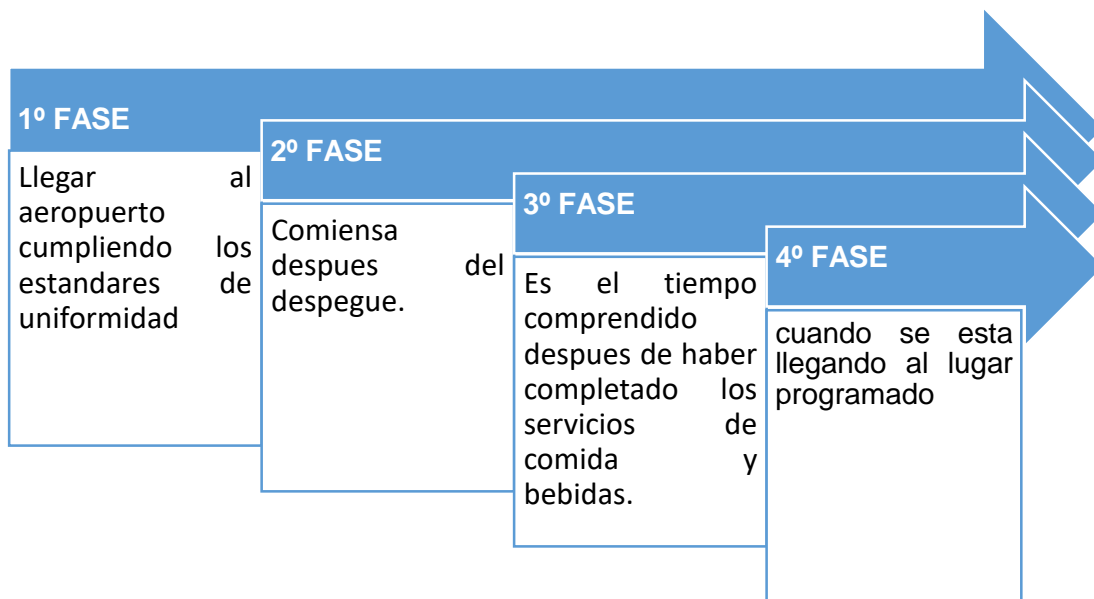 1º FASE
Llegar al
aeropuerto
cumpliendo los
estandares de
uniformidad
2º FASE
Comiensa
despues del
despegue.
3º FASE
Es el tiempo
comprendido
despues de haber
completado los
servicios de
comida y
bebidas.
4º FASE
cuando se esta
llegando al lugar
programado